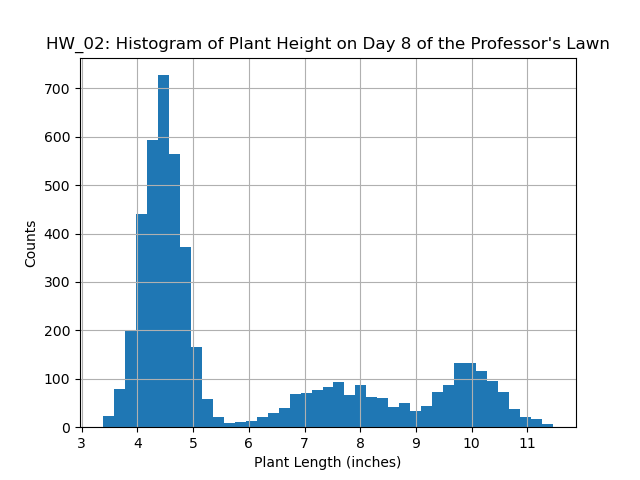 HW_02: Histogram of Plant Height on Day 8 of the Professor's Lawn
700
600
500
400
300
200
100
0
Counts
3 4 5 6 7 8 9 10 11
Plant Length (inches)